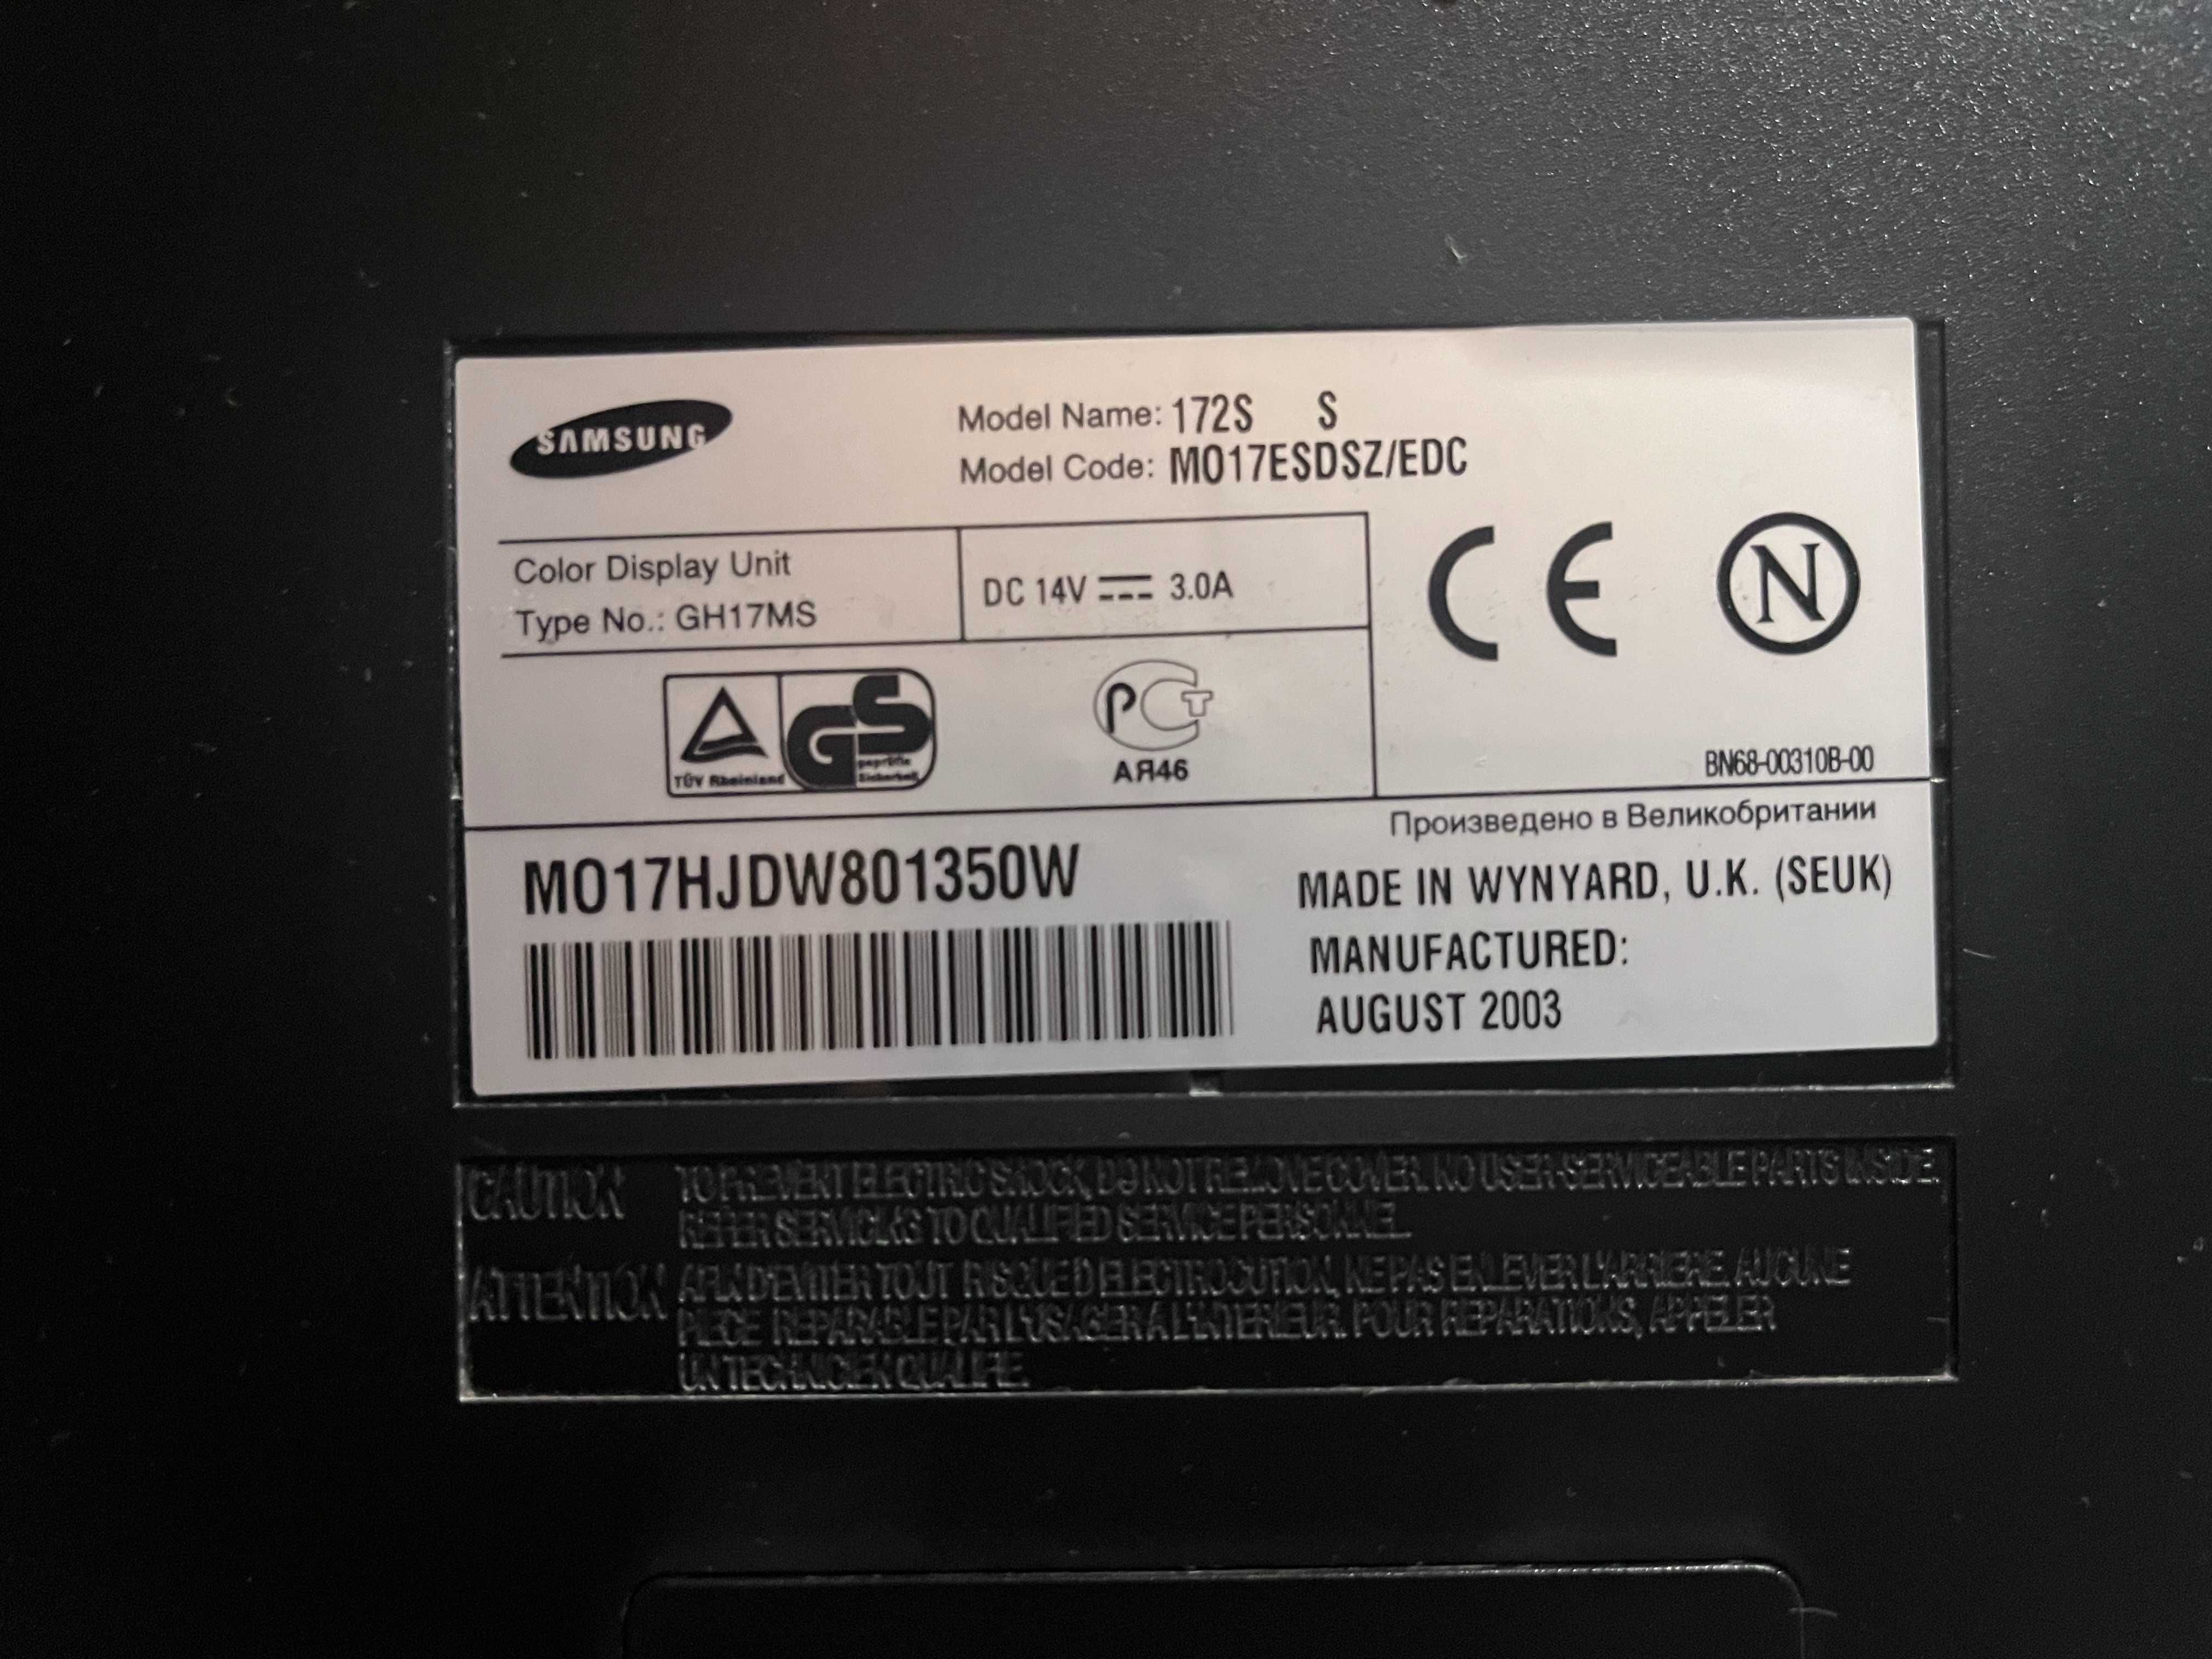 SAMSUNG
Model Name: 172S S
Model Code: MO17ESDSZ/EDC
Color Display Unit
Type No.: GH17MS
DC 14V 3.0A
CE N
TÜV Rheinland
GS
geprüfte
Sicherheit
РСТ
АЯ46
BN68-00310B-00
Произведено в Великобритании
MO17HJDW801350W
MADE IN WYNYARD, U.K. (SEUK)
MANUFACTURED:
AUGUST 2003
CAUTION TO PREVENT ELECTRIC SHOCK, DO NOT REMOVE COVER. NO USER-SERVICEABLE PARTS INSIDE.
REFER SERVICING TO QUALIFIED SERVICE PERSONNEL.
ATTENTION AFIN D'EVITER TOUT RISQUE D'ELECTROCUTION, NE PAS ENLEVER L'ARRIERE. AUCUNE
PIECE REPARABLE PAR L'USAGER A L'INTERIEUR. POUR REPARATIONS, APPELER
UN TECHNICIEN QUALIFIE.